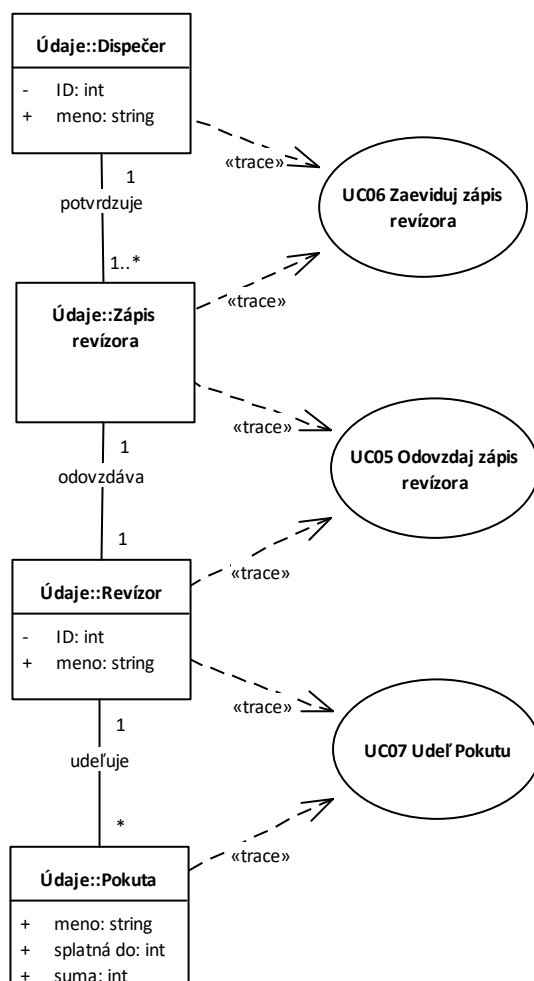 Údaje::Dispečer
- ID: int
+ meno: string
«trace»
1
potvrdzuje
1..*
UC06 Zaeviduj zápis
revízora
Údaje::Zápis
revízora
«trace»
«trace»
1
odovzdáva
1
UC05 Odovzdaj zápis
revízora
Údaje::Revízor
- ID: int
+ meno: string
«trace»
«trace»
1
udeľuje
*
UC07 Udeľ Pokutu
Údaje::Pokuta
+ meno: string
+ splatná do: int
+ suma: int
«trace»